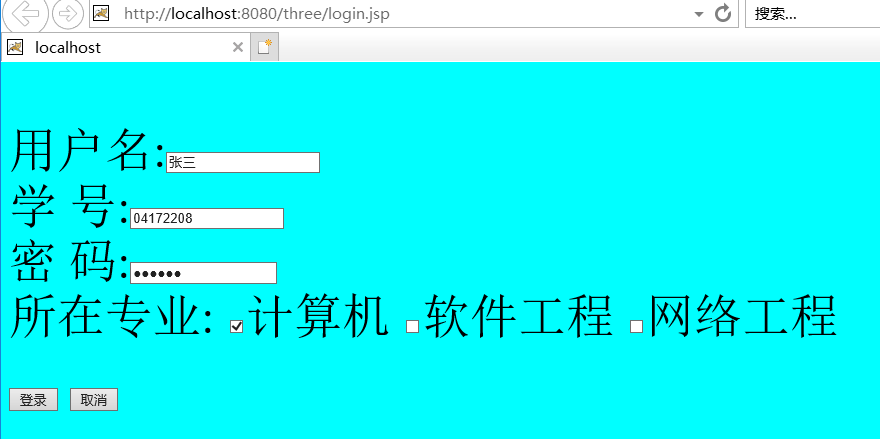 http://localhost:8080/three/login.jsp 搜索...
localhost
用户名:张三
学 号:04172208
密 码:••••••
所在专业: 计算机 软件工程 网络工程
登录 取消